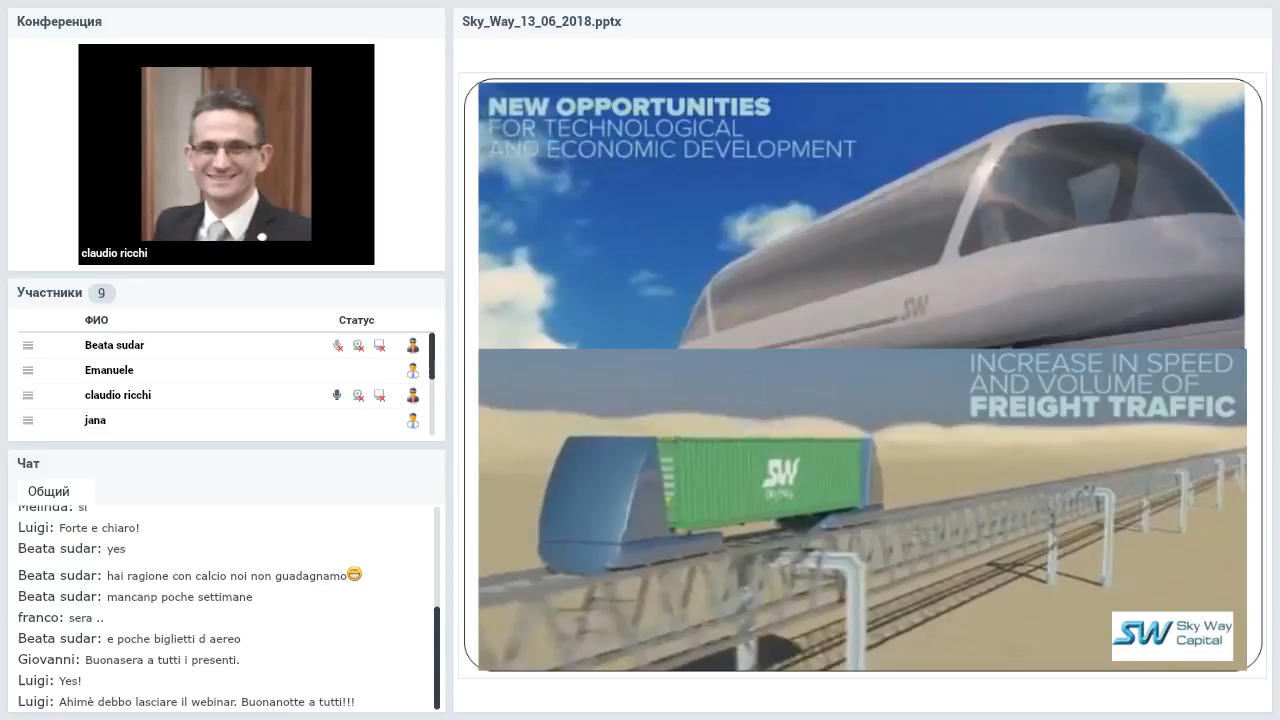 Конференция
claudio ricchi
Участники 9
ФИО Статус
Beata sudar
Emanuele
claudio ricchi
jana
Чат
Общий
Melinda: si
Luigi: Forte e chiaro!
Beata sudar: yes
Beata sudar: hai ragione con calcio noi non guadagnamo
Beata sudar: mancanp poche settimane
franco: sera ..
Beata sudar: e poche biglietti d aereo
Giovanni: Buonasera a tutti i presenti.
Luigi: Yes!
Luigi: Ahimè debbo lasciare il webinar. Buonanotte a tutti!!!
Sky_Way_13_06_2018.pptx
NEW OPPORTUNITIES
FOR TECHNOLOGICAL
AND ECONOMIC DEVELOPMENT
SW
INCREASE IN SPEED
AND VOLUME OF
FREIGHT TRAFFIC
SW
SW Sky Way
Capital